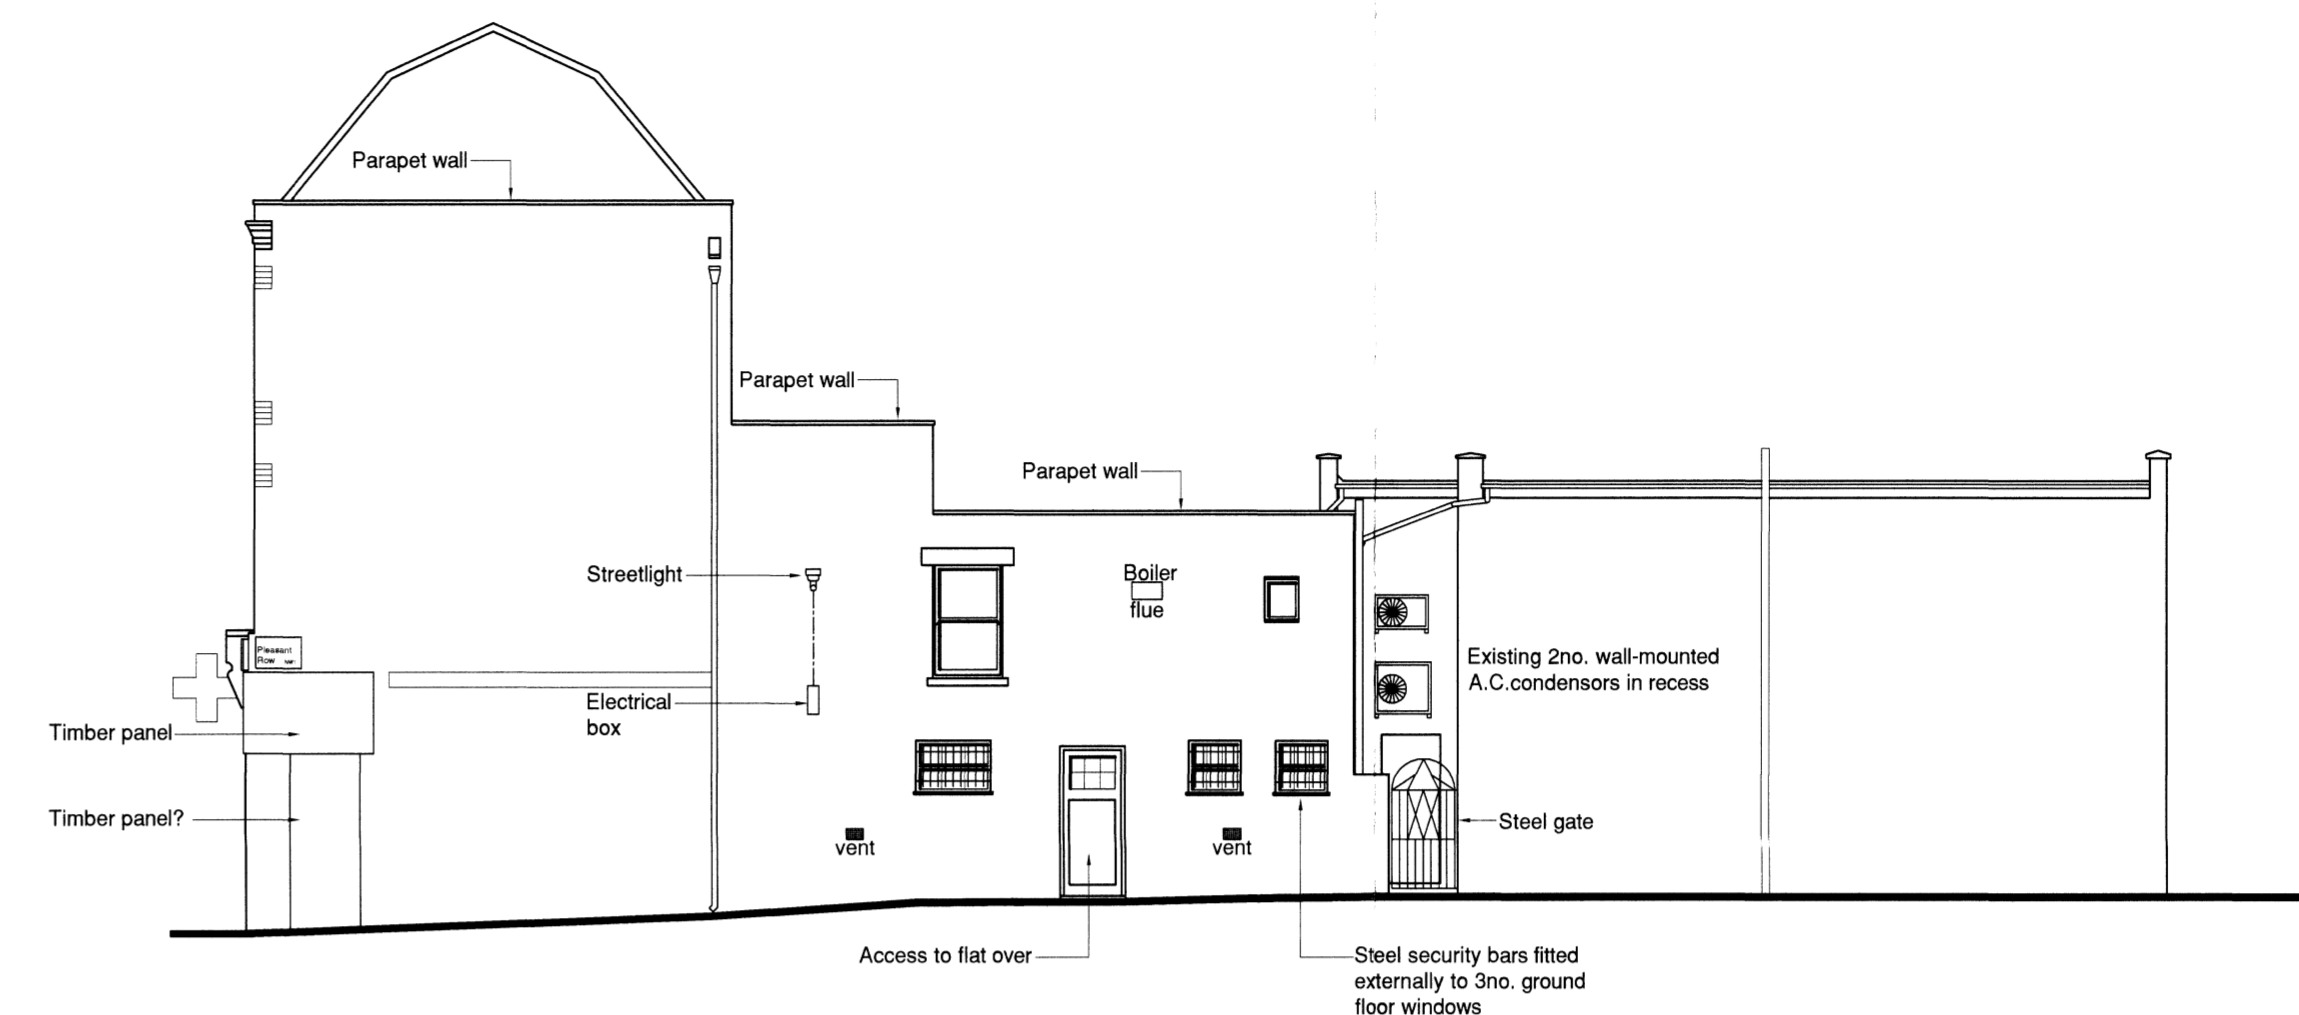 Parapet wall
Parapet wall
Parapet wall
Streetlight
Boiler
flue
Pleasant
Row NW1
Existing 2no. wall-mounted
A.C.condensors in recess
Electrical
box
Timber panel
Timber panel?
Steel gate
vent
vent
Access to flat over
Steel security bars fitted
externally to 3no. ground
floor windows